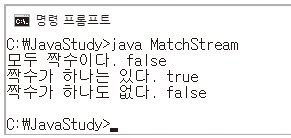 명령 프롬프트
C:\JavaStudy>java MatchStream
모두 짝수이다. false
짝수가 하나는 있다. true
짝수가 하나도 없다. false
C:\JavaStudy>